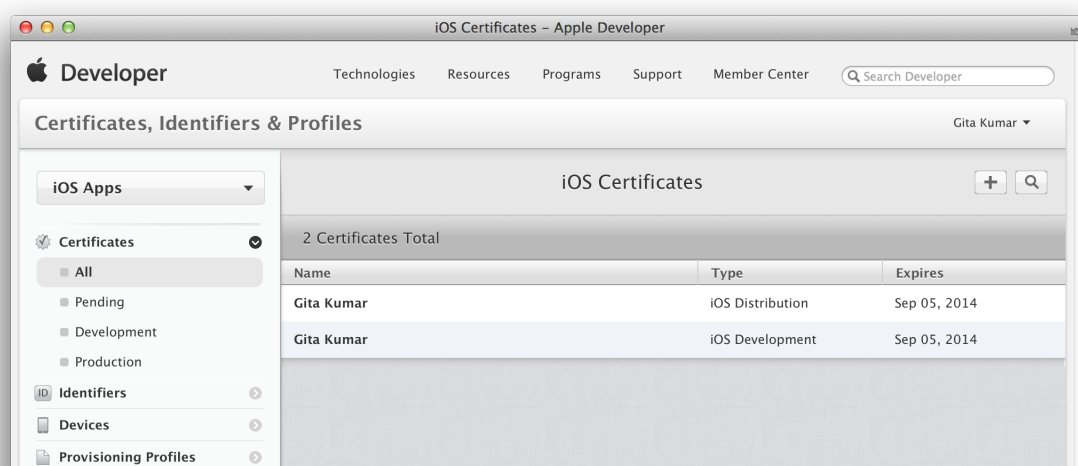 iOS Certificates – Apple Developer
Developer
Technologies Resources Programs Support Member Center Search Developer
Certificates, Identifiers & Profiles Gita Kumar
iOS Apps
iOS Certificates
Certificates
2 Certificates Total
All
Name Type Expires
Pending
Gita Kumar iOS Distribution Sep 05, 2014
Development
Gita Kumar iOS Development Sep 05, 2014
Production
ID Identifiers
Devices
Provisioning Profiles